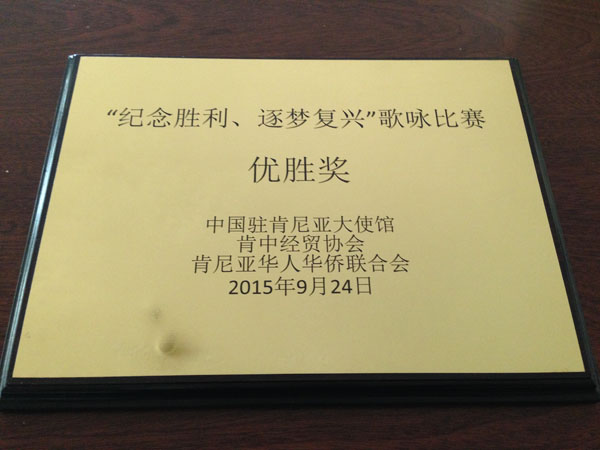 “纪念胜利、逐梦复兴”歌咏比赛
优胜奖
中国驻肯尼亚大使馆
肯中经贸协会
肯尼亚华人华侨联合会
2015年9月24日